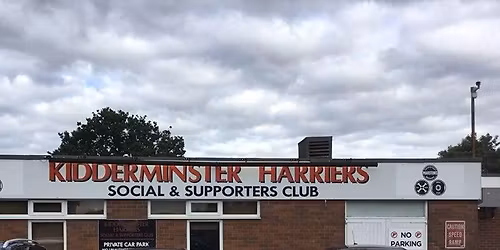 KIDDERMINSTER HARRIERS
SOCIAL & SUPPORTERS CLUB
PRIVATE CAR PARK
NO
PARKING
CAUTION
SPEED
RAMP